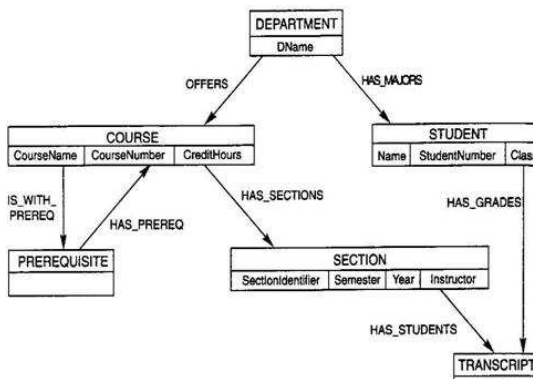 DEPARTMENT
DName
OFFERS
HAS_MAJORS
COURSE
CourseName CourseNumber CreditHours
STUDENT
Name StudentNumber Class
IS_WITH_
PREREQ
HAS_PREREQ
HAS_SECTIONS
HAS_GRADES
PREREQUISITE
SECTION
SectionIdentifier Semester Year Instructor
HAS_STUDENTS
TRANSCRIPT